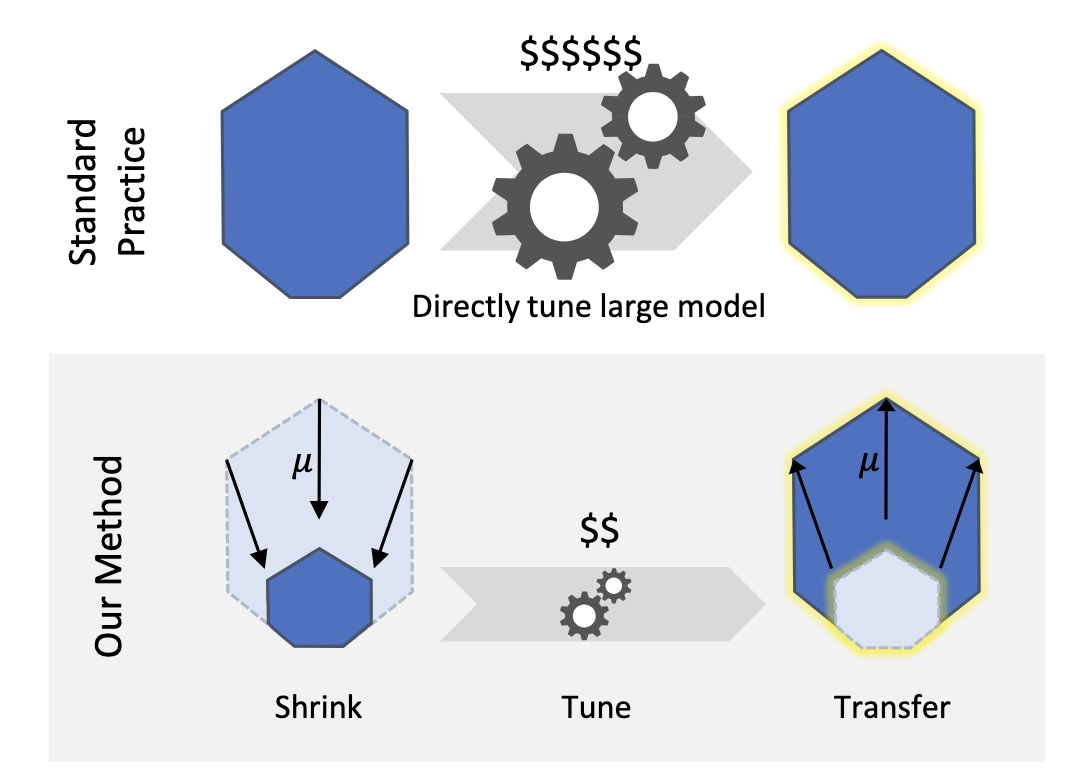 Standard
Practice
$$$$$$
Directly tune large model
Our Method
μ
$$
μ
Shrink
Tune
Transfer